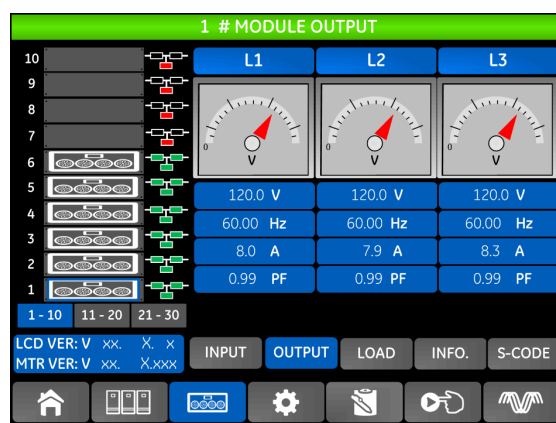 1 # MODULE OUTPUT
10
9
8
7
6
5
4
3
2
1
L1 L2 L3
0 V 0 V 0 V
120.0 V 120.0 V 120.0 V
60.00 Hz 60.00 Hz 60.00 Hz
8.0 A 7.9 A 8.3 A
0.99 PF 0.99 PF 0.99 PF
1 - 10 11 - 20 21 - 30
LCD VER: V xx. X. x
MTR VER: V xx. X.xxx
INPUT OUTPUT LOAD INFO. S-CODE